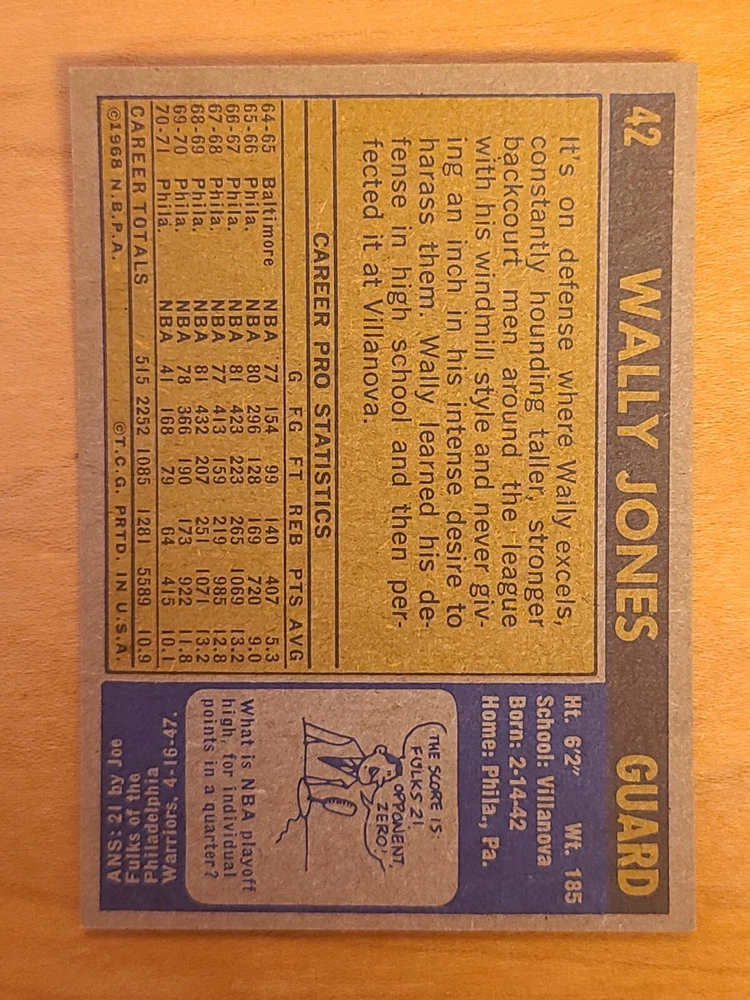 42 WALLY JONES GUARD
It's on defense where Wally excels,
constantly hounding taller, stronger
backcourt men around the league
with his windmill style and never giv-
ing an inch in his intense desire to
harass them. Wally learned his de-
fense in high school and then per-
fected it at Villanova.
CAREER PRO STATISTICS
G FG FT REB PTS AVG
64-65 Baltimore NBA 77 154 99 140 407 5.3
65-66 Phila. NBA 80 296 128 169 720 9.0
66-67 Phila. NBA 81 423 223 265 1069 13.2
67-68 Phila. NBA 77 413 159 219 985 12.8
68-69 Phila. NBA 81 432 207 251 1071 13.2
69-70 Phila. NBA 78 366 190 173 922 11.8
70-71 Phila. NBA 41 168 79 64 415 10.1
CAREER TOTALS 515 2252 1085 1281 5589 10.9
©1968 N.B.P.A. ©T.C.G. PRTD. IN U.S.A.
Ht. 6'2" Wt. 185
School: Villanova
Born: 2-14-42
Home: Phila., Pa.
THE SCORE IS:
FULKS 21,
OPPONENT,
ZERO!
What is NBA playoff
high, for individual
points in a quarter?
ANS: 21 by Joe
Fulks of the
Philadelphia
Warriors, 4-16-47.